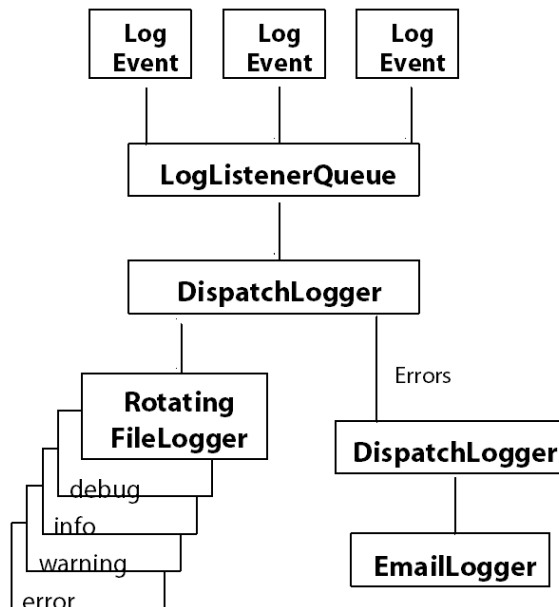 Log
Event
Log
Event
Log
Event
LogListenerQueue
DispatchLogger
Errors
Rotating
FileLogger
DispatchLogger
debug
info
warning
error
EmailLogger